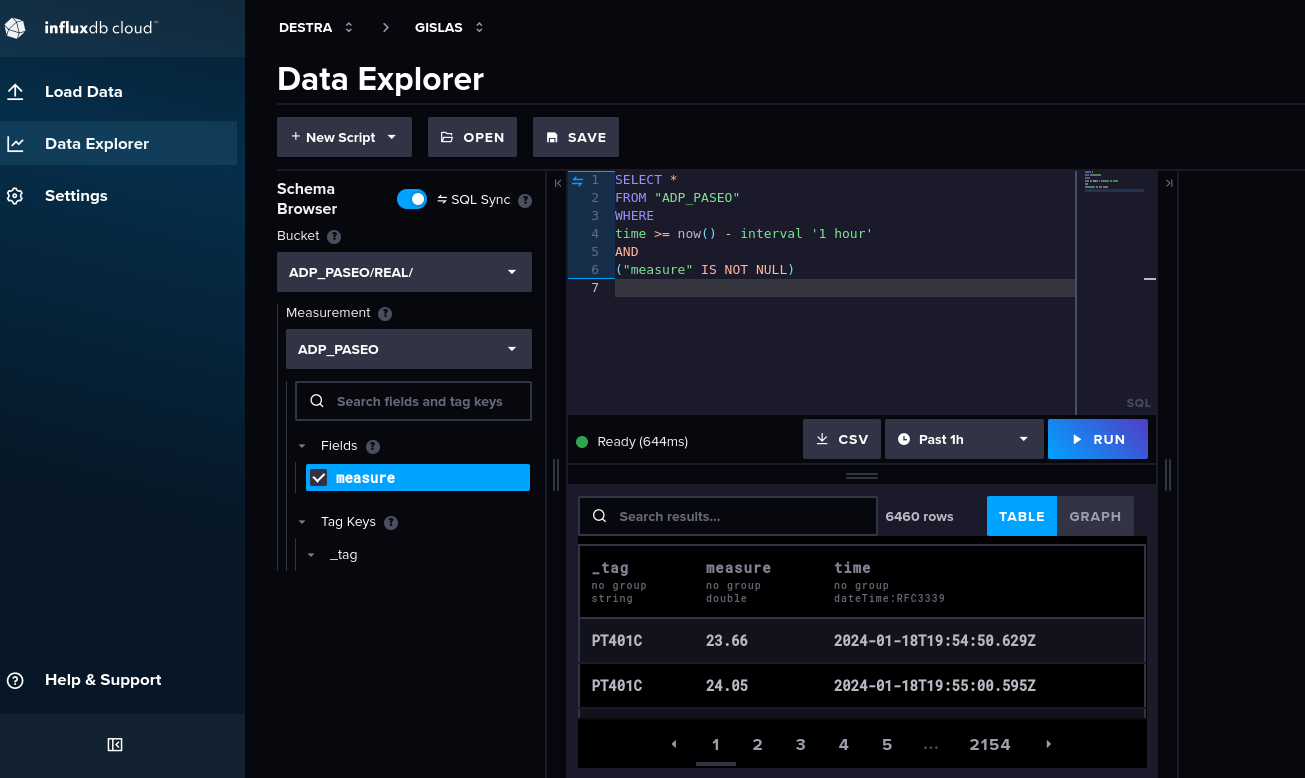 influxdb cloud™
DESTRA
GISLAS
Data Explorer
Load Data
Data Explorer
Settings
+ New Script
OPEN
SAVE
Schema Browser
SQL Sync ?
Bucket ?
ADP_PASEO/REAL/
Measurement ?
ADP_PASEO
Search fields and tag keys
Fields ?
measure
Tag Keys ?
_tag
1 SELECT *
2 FROM "ADP_PASEO"
3 WHERE
4 time >= now() - interval '1 hour'
5 AND
6 ("measure" IS NOT NULL)
7
SQL
Ready (644ms)
CSV
Past 1h
RUN
Search results...
6460 rows
TABLE
GRAPH
_tag measure time
no group no group no group
string double dateTime:RFC3339
PT401C 23.66 2024-01-18T19:54:50.629Z
PT401C 24.05 2024-01-18T19:55:00.595Z
1 2 3 4 5 ... 2154
Help & Support